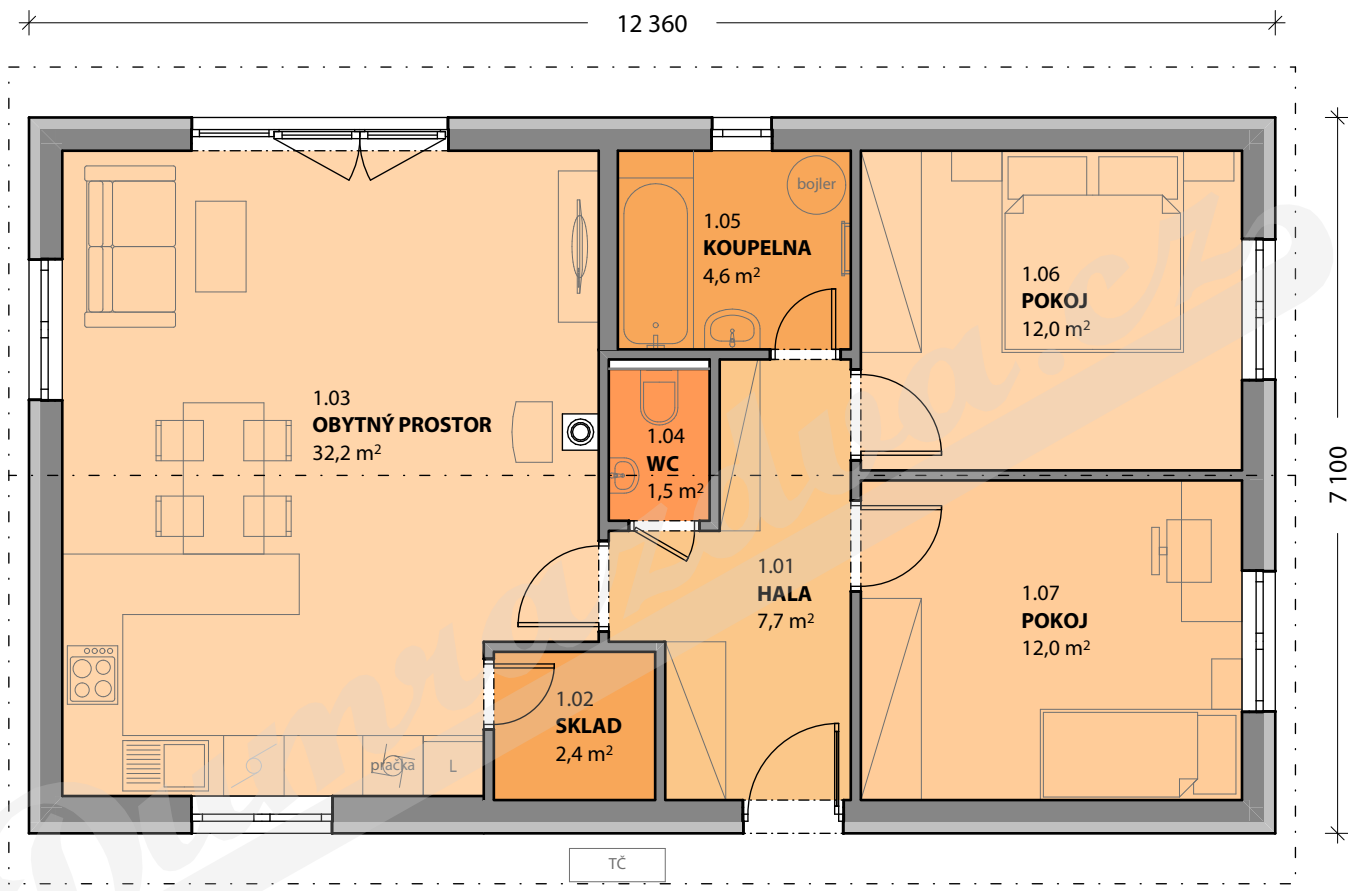 12 360
bojler
1.05
KOUPELNA
4,6 m²
1.06
POKOJ
12,0 m²
1.03
OBYTNÝ PROSTOR
32,2 m²
1.04
WC
1,5 m²
7 100
1.01
HALA
7,7 m²
1.07
POKOJ
12,0 m²
1.02
SKLAD
2,4 m²
pračka
L
TČ
Dumrazdva.cz